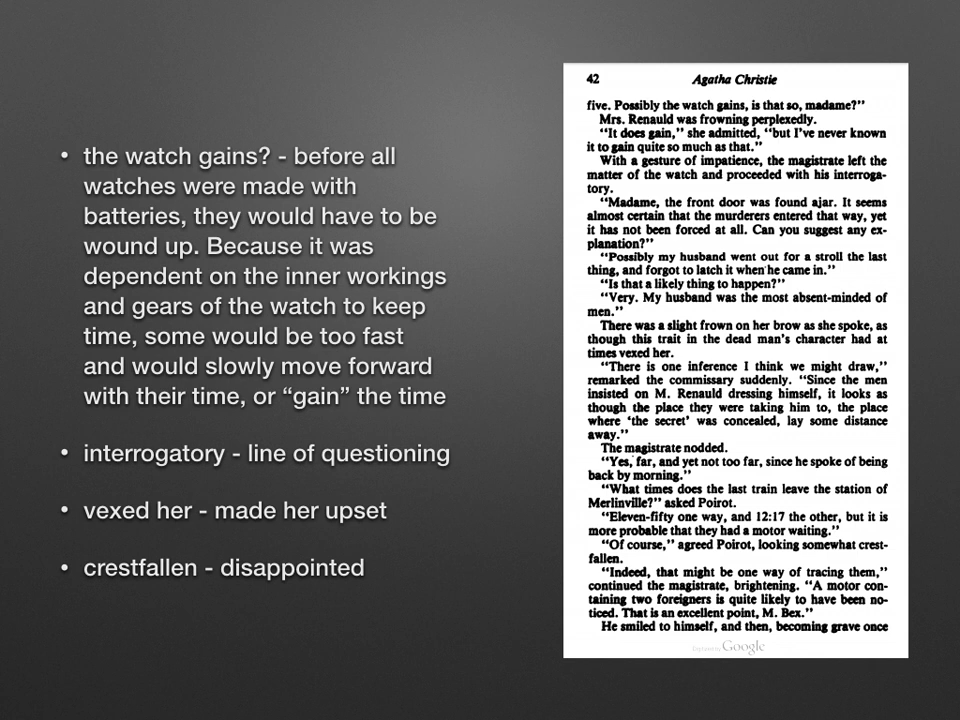 • the watch gains? - before all
watches were made with
batteries, they would have to be
wound up. Because it was
dependent on the inner workings
and gears of the watch to keep
time, some would be too fast
and would slowly move forward
with their time, or “gain” the time
• interrogatory - line of questioning
• vexed her - made her upset
• crestfallen - disappointed
42 Agatha Christie
five. Possibly the watch gains, is that so, madame?”
Mrs. Renauld was frowning perplexedly.
“It does gain,” she admitted, “but I’ve never known
it to gain quite so much as that.”
With a gesture of impatience, the magistrate left the
matter of the watch and proceeded with his interroga-
tory.
“Madame, the front door was found ajar. It seems
almost certain that the murderers entered that way, yet
it has not been forced at all. Can you suggest any ex-
planation?”
“Possibly my husband went out for a stroll the last
thing, and forgot to latch it when he came in.”
“Is that a likely thing to happen?”
“Very. My husband was the most absent-minded of
men.”
There was a slight frown on her brow as she spoke, as
though this trait in the dead man’s character had at
times vexed her.
“There is one inference I think we might draw,”
remarked the commissary suddenly. “Since the men
insisted on M. Renauld dressing himself, it looks as
though the place they were taking him to, the place
where ‘the secret’ was concealed, lay some distance
away.”
The magistrate nodded.
“Yes, far, and yet not too far, since he spoke of being
back by morning.”
“What times does the last train leave the station of
Merlinville?” asked Poirot.
“Eleven-fifty one way, and 12:17 the other, but it is
more probable that they had a motor waiting.”
“Of course,” agreed Poirot, looking somewhat crest-
fallen.
“Indeed, that might be one way of tracing them,”
continued the magistrate, brightening. “A motor con-
taining two foreigners is quite likely to have been no-
ticed. That is an excellent point, M. Bex.”
He smiled to himself, and then, becoming grave once
Digitized by Google